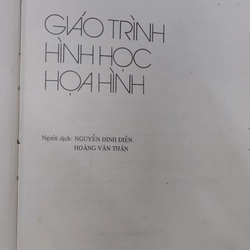 GIÁO TRÌNH
HÌNH HỌC
HỌA HÌNH
Người dịch: NGUYỄN ĐÌNH ĐIỆN
HOÀNG VĂN THÂN